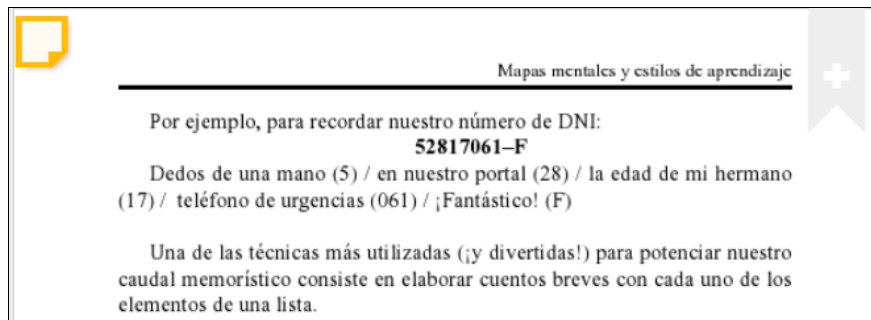 Mapas mentales y estilos de aprendizaje
Por ejemplo, para recordar nuestro número de DNI:
52817061–F
Dedos de una mano (5) / en nuestro portal (28) / la edad de mi hermano
(17) / teléfono de urgencias (061) / ¡Fantástico! (F)
Una de las técnicas más utilizadas (¡y divertidas!) para potenciar nuestro
caudal memorístico consiste en elaborar cuentos breves con cada uno de los
elementos de una lista.